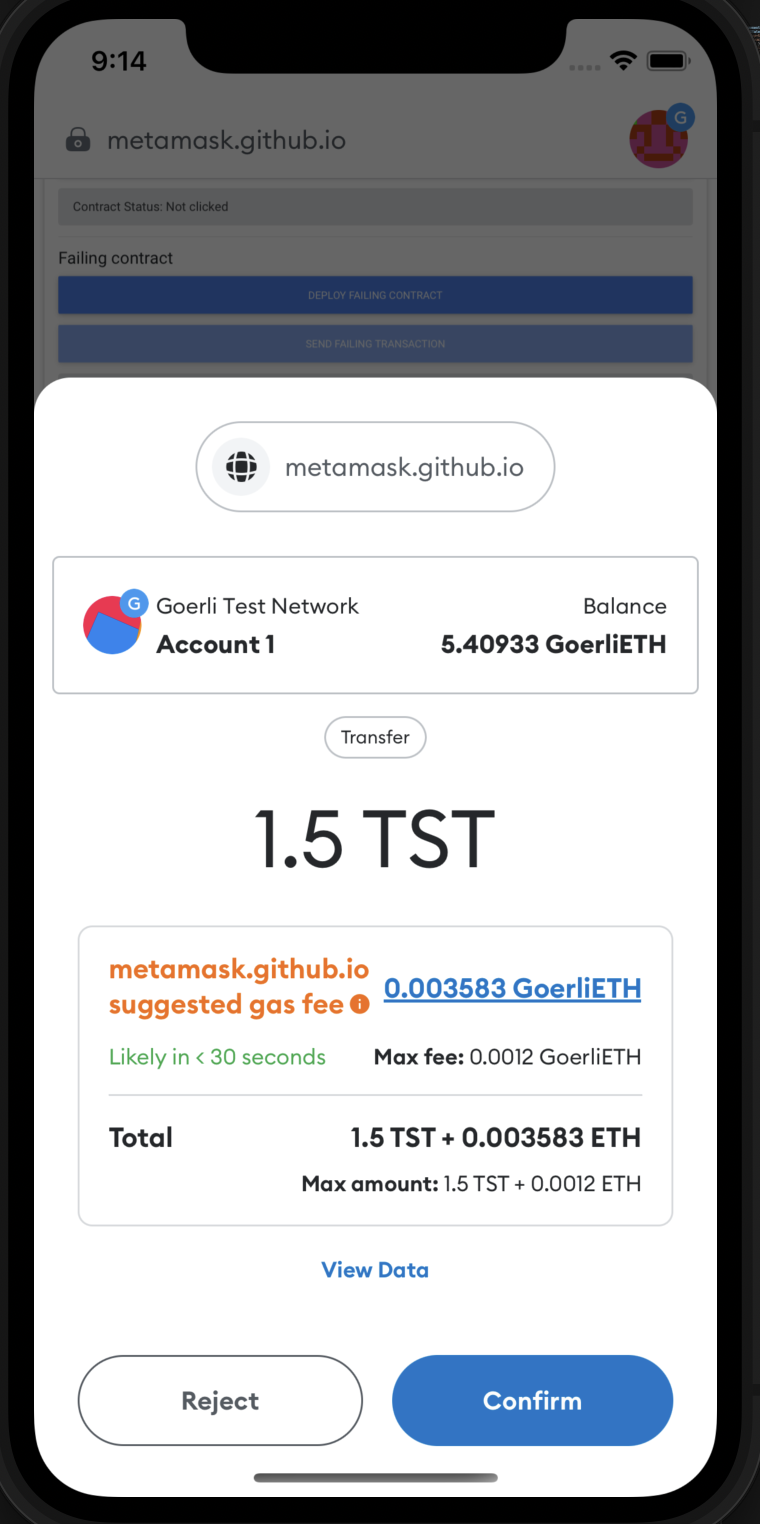 9:14
metamask.github.io
G
Contract Status: Not clicked
Failing contract
DEPLOY FAILING CONTRACT
SEND FAILING TRANSACTION
metamask.github.io
G
Goerli Test Network
Balance
Account 1
5.40933 GoerliETH
Transfer
1.5 TST
metamask.github.io
suggested gas fee
0.003583 GoerliETH
Likely in < 30 seconds
Max fee: 0.0012 GoerliETH
Total
1.5 TST + 0.003583 ETH
Max amount: 1.5 TST + 0.0012 ETH
View Data
Reject
Confirm